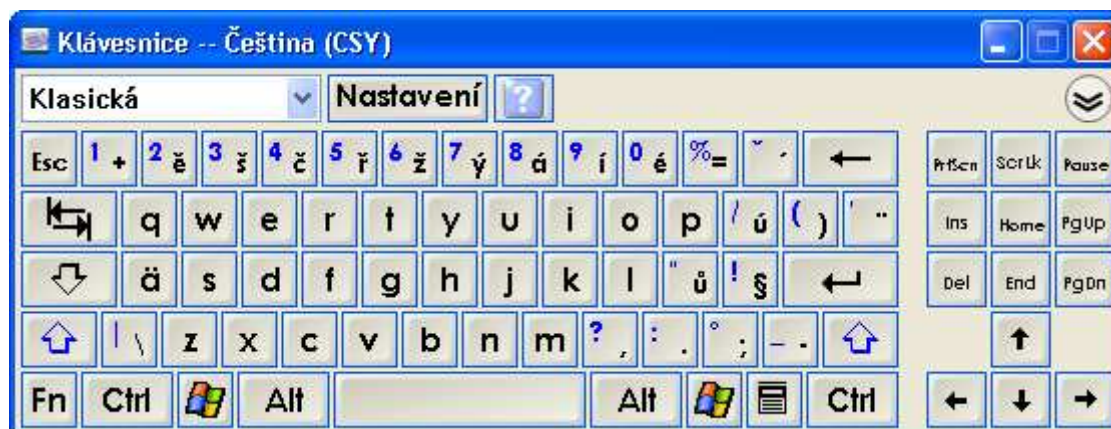 Klávesnice -- Čeština (CSY)
Klasická Nastavení ?
Esc 1 + 2 ě 3 š 4 č 5 ř 6 ž 7 ý 8 á 9 í 0 é % = ˇ ´ PrtScn ScrLk Pause
q w e r t y u i o p / ú ( ) ' ¨ Ins Home PgUp
ä s d f g h j k l " ů ! § Del End PgDn
| \ z x c v b n m ? , : . ° ; _ -
Fn Ctrl Alt Alt Ctrl